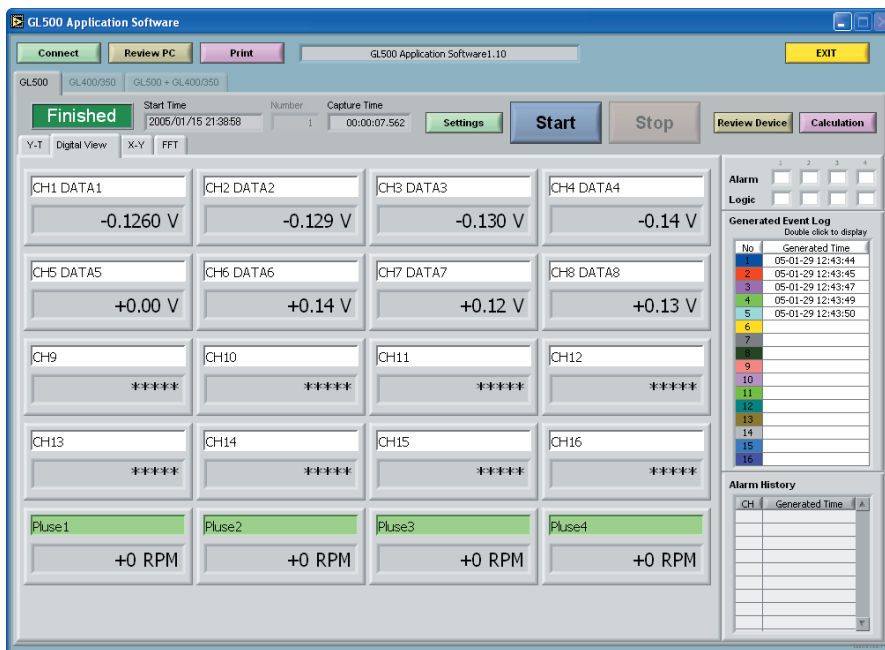 GL500 Application Software
Connect Review PC Print GL500 Application Software1.10 EXIT
GL500 GL400/350 GL500 + GL400/350
Finished Start Time 2005/01/15 21:38:58 Number 1 Capture Time 00:00:07.562 Settings Start Stop Review Device Calculation
Y-T Digital View X-Y FFT
CH1 DATA1 CH2 DATA2 CH3 DATA3 CH4 DATA4
-0.1260 V -0.129 V -0.130 V -0.14 V
CH5 DATA5 CH6 DATA6 CH7 DATA7 CH8 DATA8
+0.00 V +0.14 V +0.12 V +0.13 V
CH9 CH10 CH11 CH12
***** ***** ***** *****
CH13 CH14 CH15 CH16
***** ***** ***** *****
Pluse1 Pluse2 Pluse3 Pluse4
+0 RPM +0 RPM +0 RPM +0 RPM
1 2 3 4
Alarm
Logic
Generated Event Log
Double click to display
No Generated Time
1 05-01-29 12:43:44
2 05-01-29 12:43:45
3 05-01-29 12:43:47
4 05-01-29 12:43:49
5 05-01-29 12:43:50
6
7
8
9
10
11
12
13
14
15
16
Alarm History
CH Generated Time